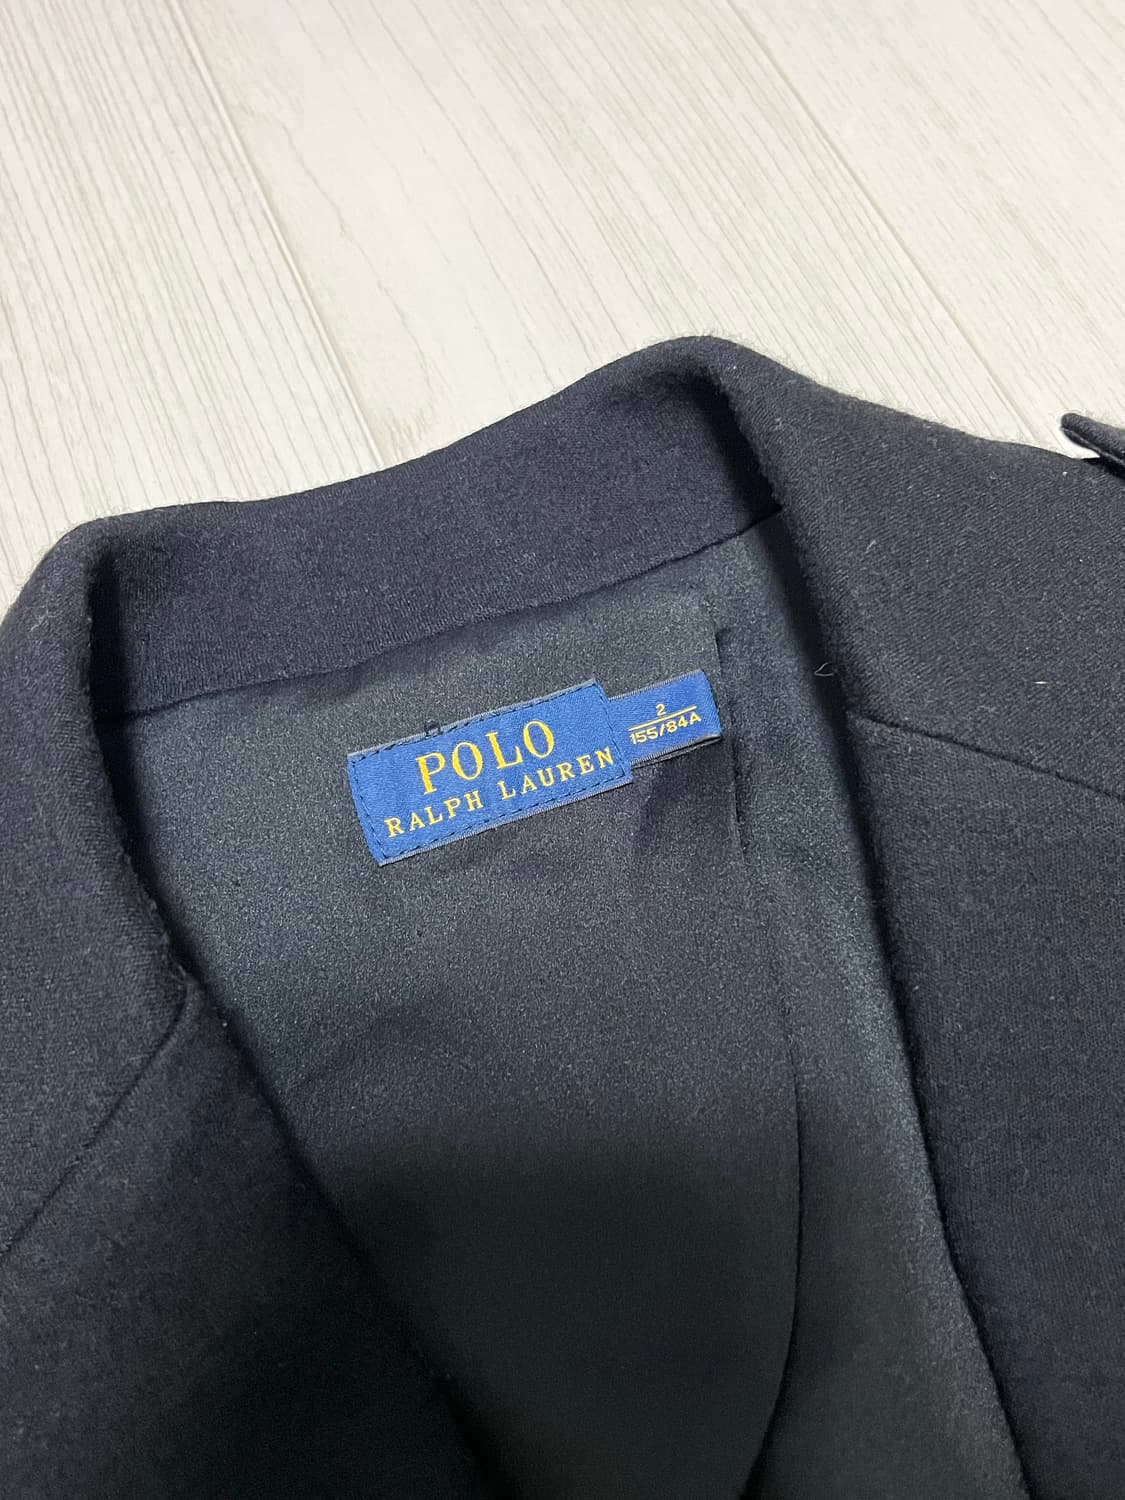 POLO
RALPH LAUREN
2
155/84A